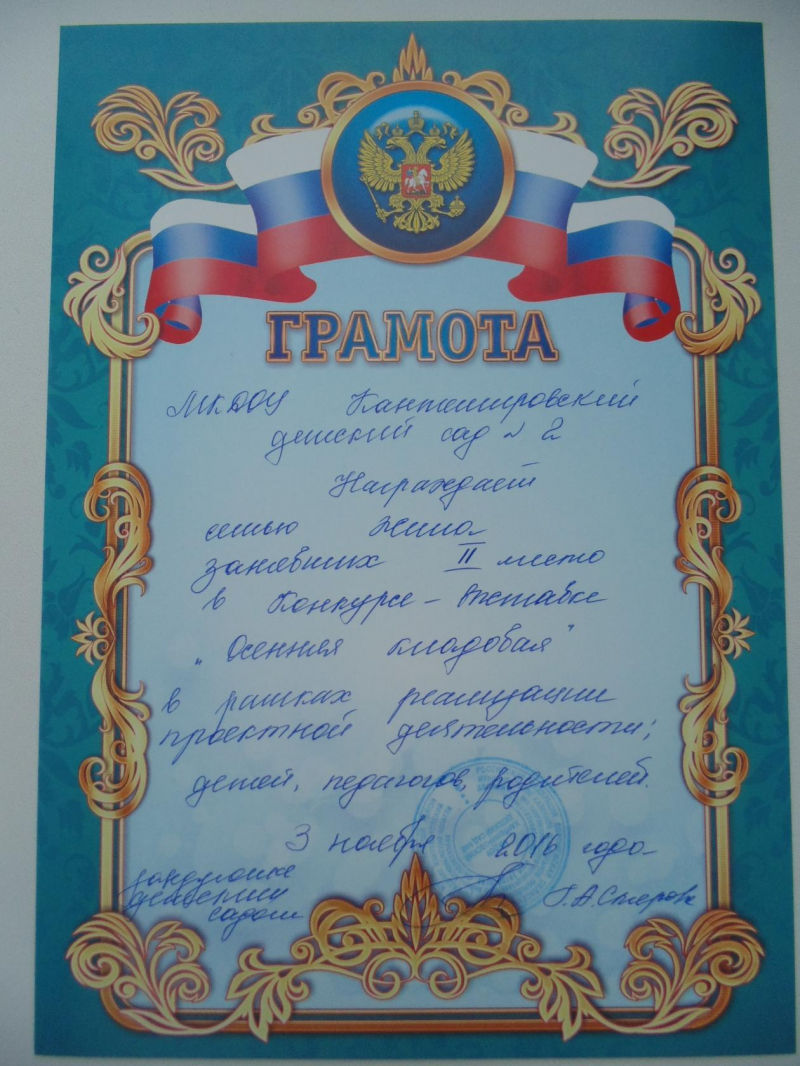 ГРАМОТА
МКДОУ Кантемировский
детский сад № 2
Награждает
семью
занявших II место
в Конкурсе - Выставке
"Осенняя кладовая"
в рамках реализации
проектной деятельности;
детей, педагогов, родителей.
3 ноября 2016 года
заведующая
детским
садом Г.А.